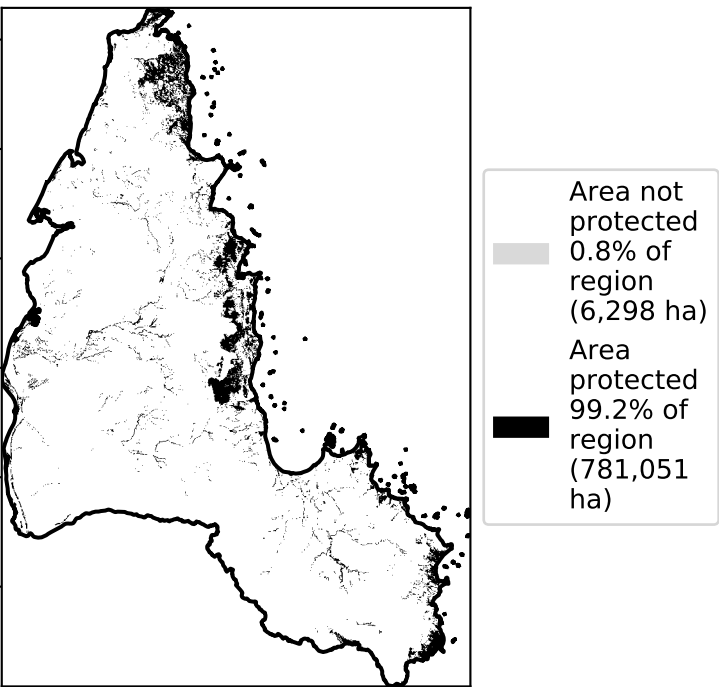 Area not
protected
0.8% of
region
(6,298 ha)
Area
protected
99.2% of
region
(781,051
ha)